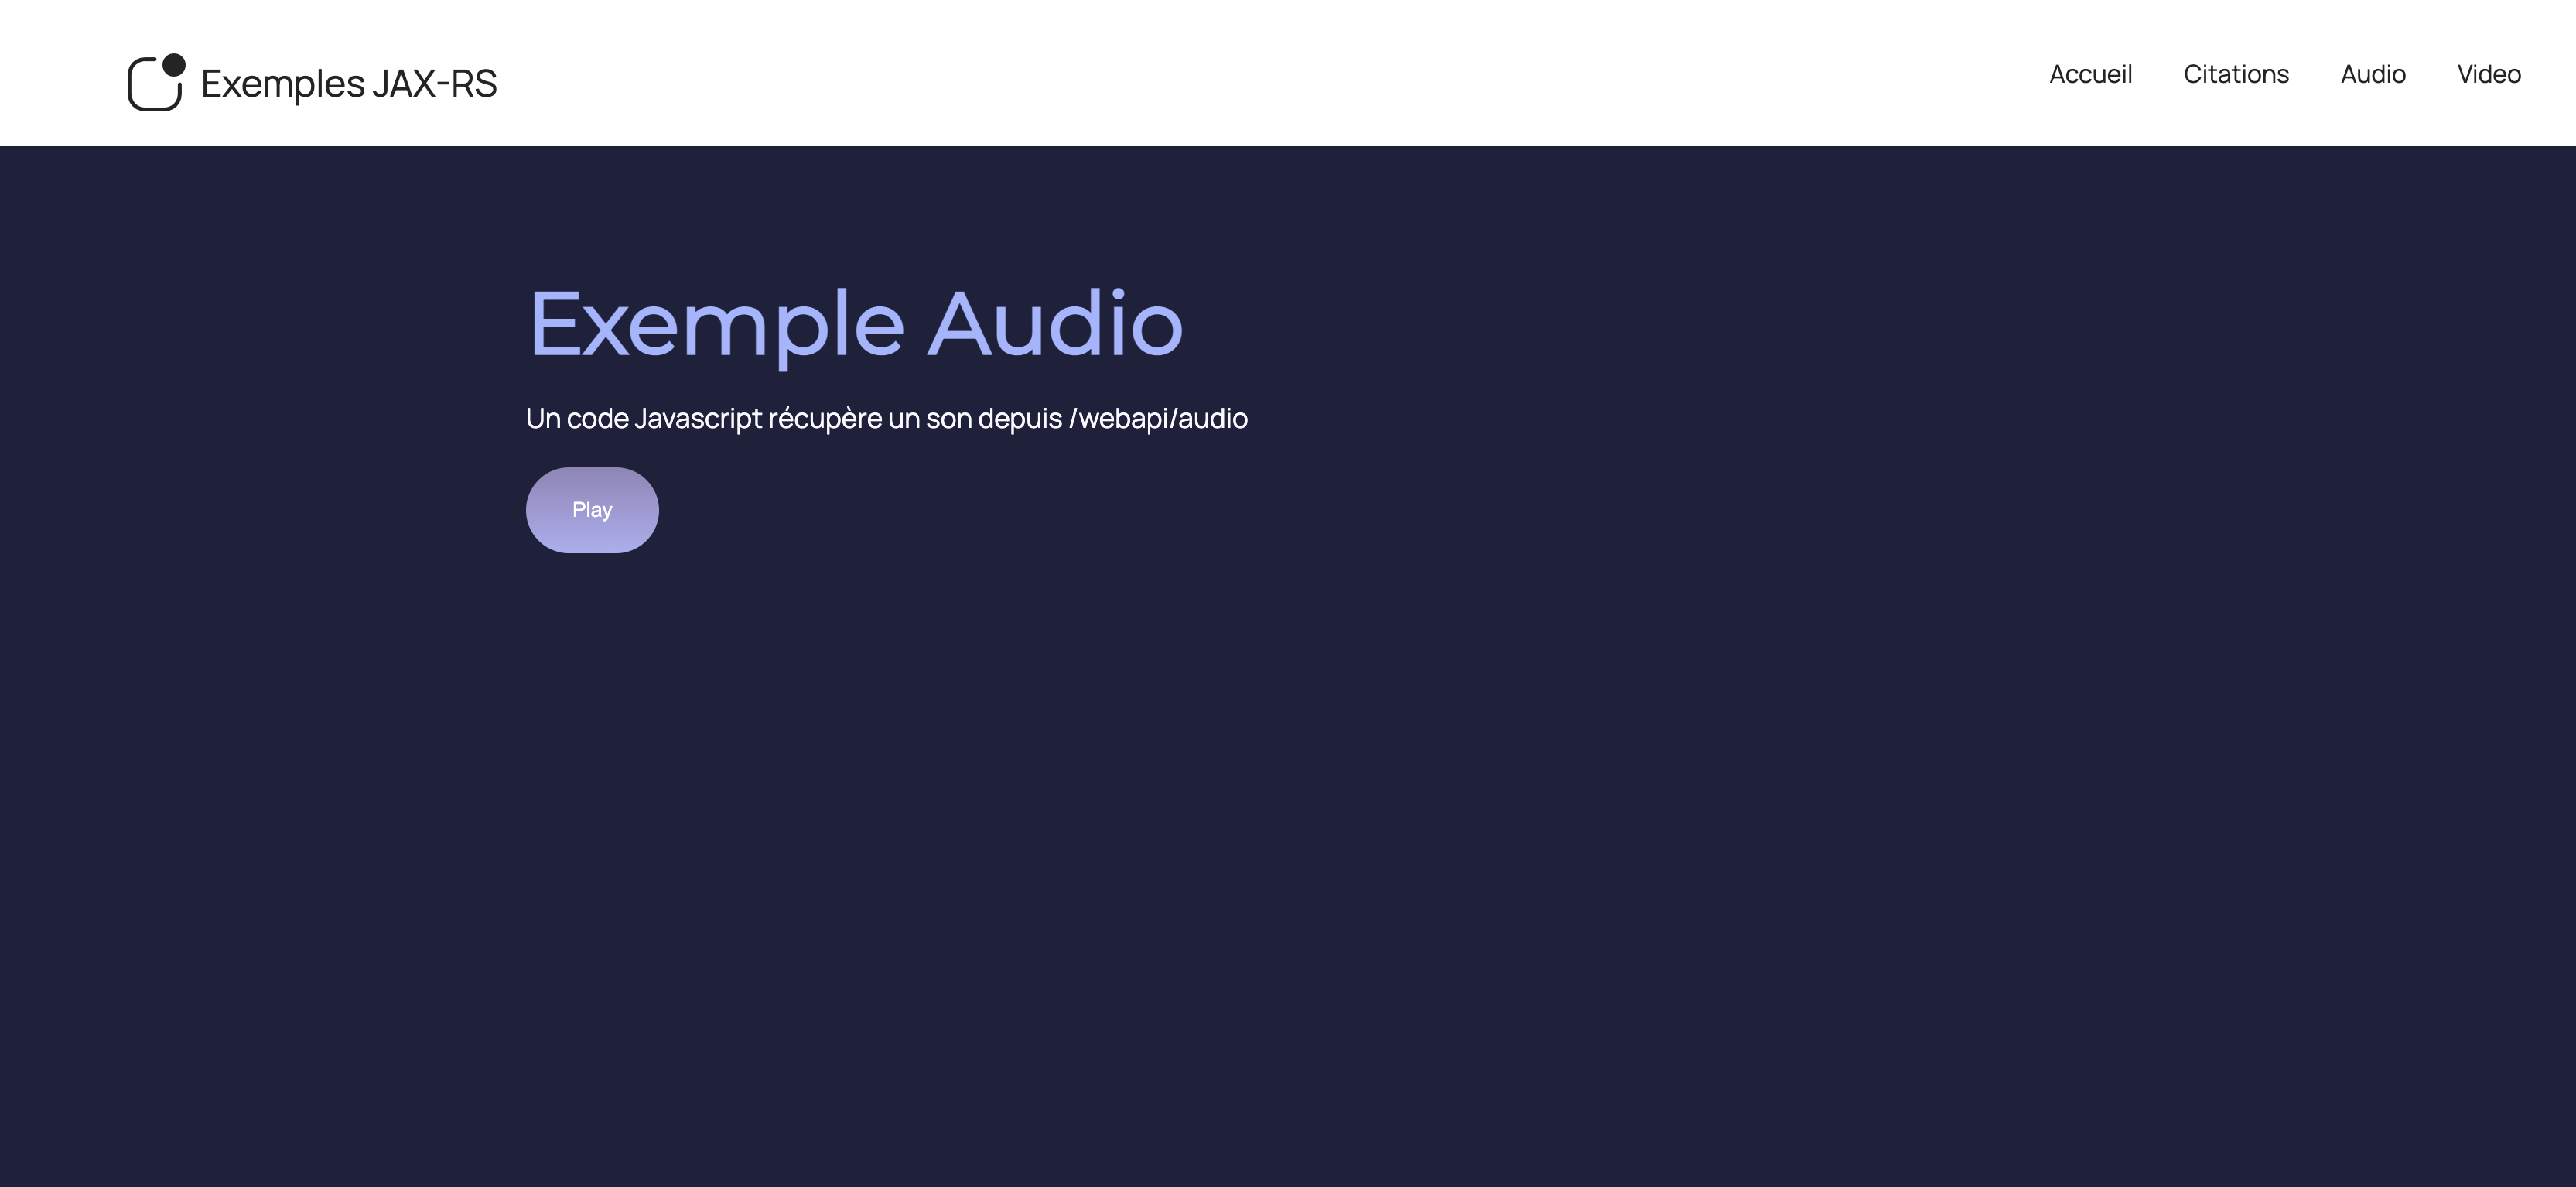 Exemples JAX-RS
Accueil Citations Audio Video
Exemple Audio
Un code Javascript récupère un son depuis /webapi/audio
Play